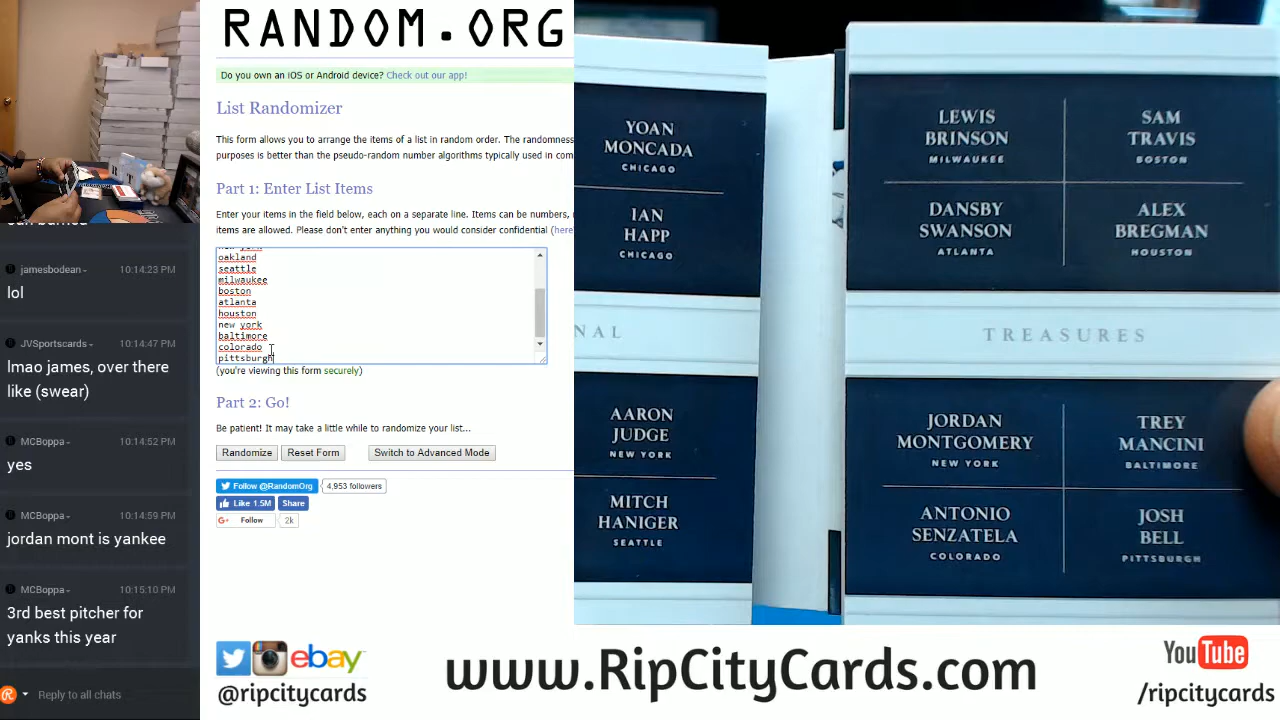 RANDOM.ORG
Do you own an iOS or Android device? Check out our app!
List Randomizer
This form allows you to arrange the items of a list in random order. The randomness
purposes is better than the pseudo-random number algorithms typically used in com
Part 1: Enter List Items
Enter your items in the field below, each on a separate line. Items can be numbers,
items are allowed. Please don't enter anything you would consider confidential (here'
oakland
seattle
milwaukee
boston
atlanta
houston
new york
baltimore
colorado
pittsburgh
(you're viewing this form securely)
Part 2: Go!
Be patient! It may take a little while to randomize your list...
Randomize
Reset Form
Switch to Advanced Mode
Follow @RandomOrg
4,953 followers
Like 1.5M
Share
G+ Follow
2k
jamesbodean
10:14:23 PM
lol
JVSportscards
10:14:47 PM
lmao james, over there
like (swear)
MCBoppa
10:14:52 PM
yes
MCBoppa
10:14:59 PM
jordan mont is yankee
MCBoppa
10:15:10 PM
3rd best pitcher for
yanks this year
Reply to all chats
YOAN
MONCADA
CHICAGO
IAN
HAPP
CHICAGO
NAL
AARON
JUDGE
NEW YORK
MITCH
HANIGER
SEATTLE
LEWIS
BRINSON
MILWAUKEE
SAM
TRAVIS
BOSTON
DANSBY
SWANSON
ATLANTA
ALEX
BREGMAN
HOUSTON
TREASURES
JORDAN
MONTGOMERY
NEW YORK
TREY
MANCINI
BALTIMORE
ANTONIO
SENZATELA
COLORADO
JOSH
BELL
PITTSBURGH
ebay
@ripcitycards
www.RipCityCards.com
YouTube
/ripcitycards